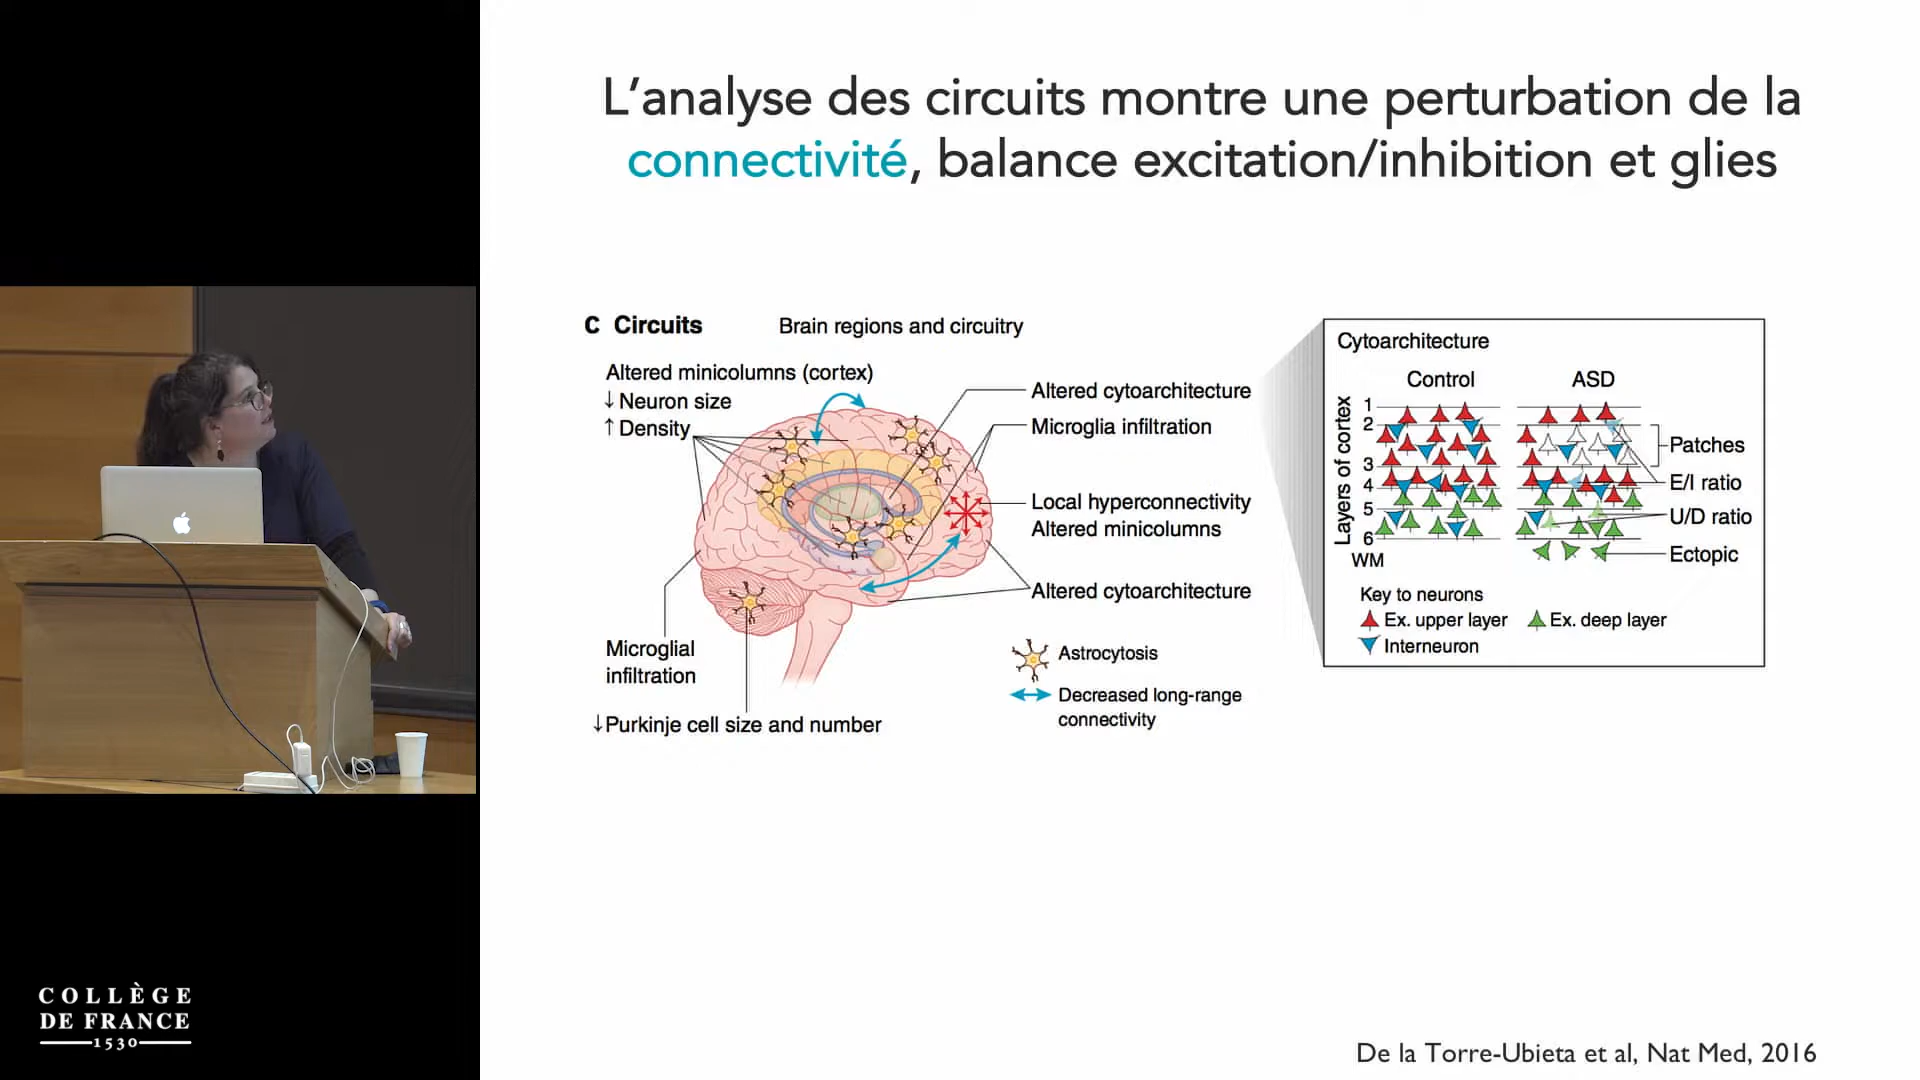 L'analyse des circuits montre une perturbation de la
connectivité, balance excitation/inhibition et glies
C Circuits
Brain regions and circuitry
Altered minicolumns (cortex)
↓ Neuron size
↑ Density
Altered cytoarchitecture
Microglia infiltration
Local hyperconnectivity
Altered minicolumns
Altered cytoarchitecture
Microglial
infiltration
↓Purkinje cell size and number
Astrocytosis
Decreased long-range
connectivity
Cytoarchitecture
Control
ASD
Layers of cortex
1
2
3
4
5
6
WM
Patches
E/I ratio
U/D ratio
Ectopic
Key to neurons
Ex. upper layer
Ex. deep layer
Interneuron
COLLÈGE
DE FRANCE
1530
De la Torre-Ubieta et al, Nat Med, 2016